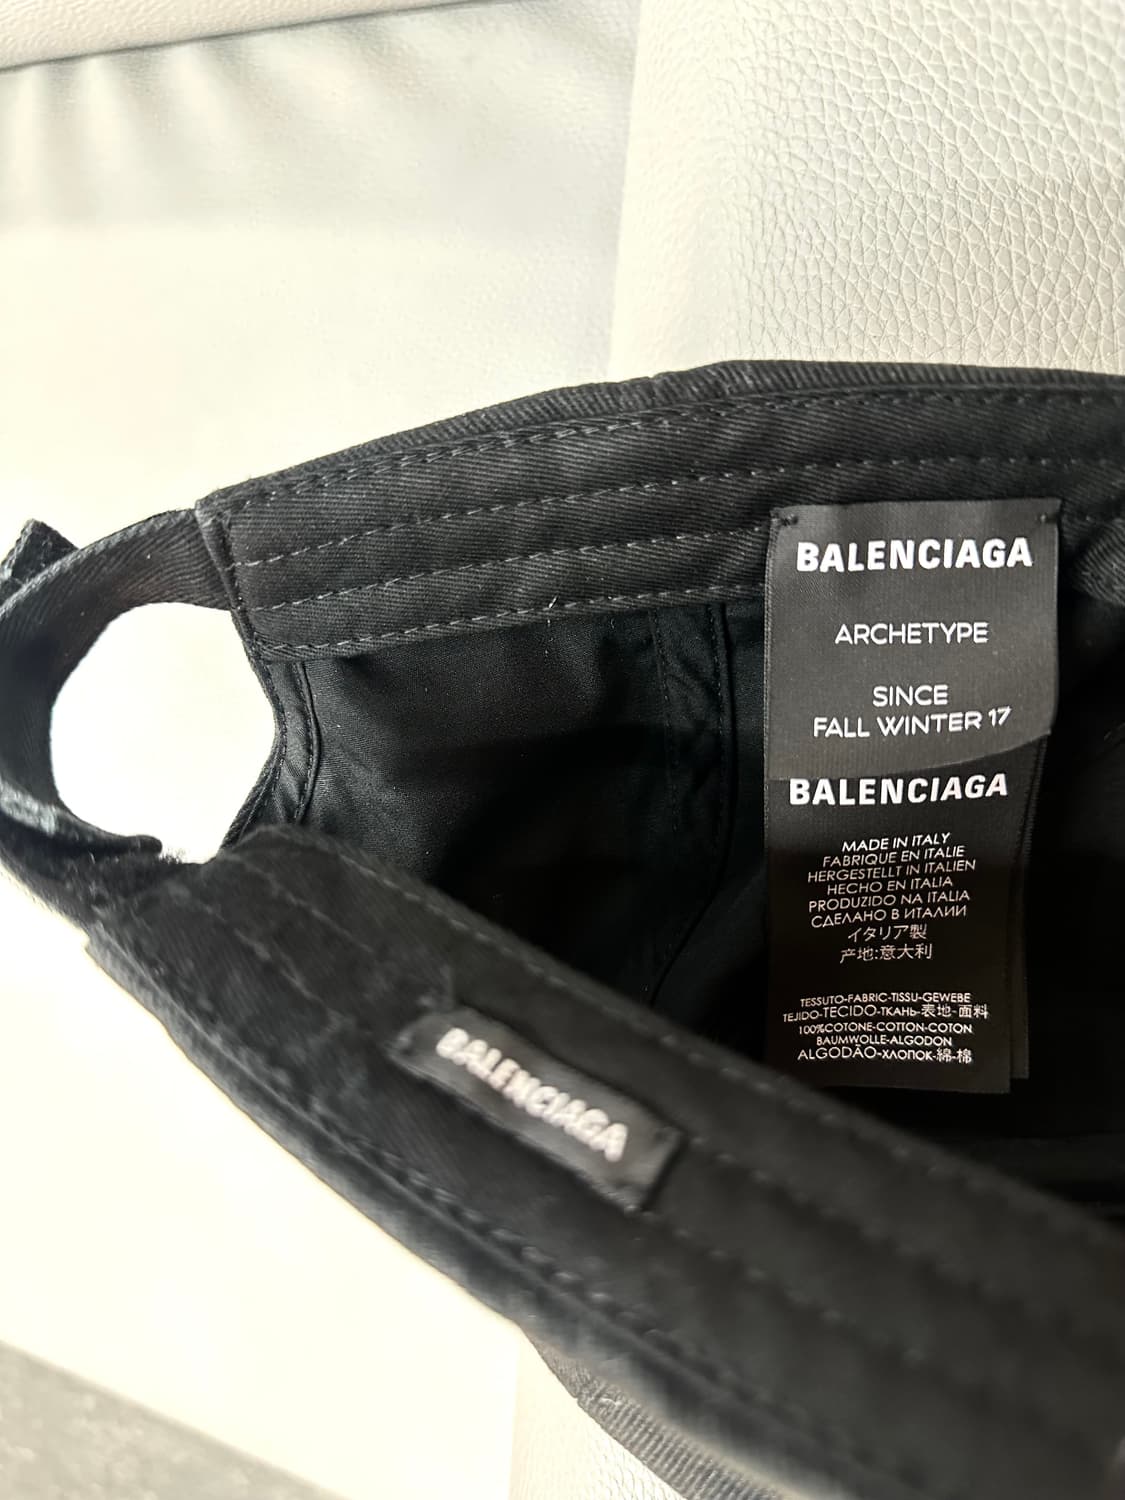 BALENCIAGA
ARCHETYPE
SINCE
FALL WINTER 17
BALENCIAGA
MADE IN ITALY
FABRIQUE EN ITALIE
HERGESTELLT IN ITALIEN
HECHO EN ITALIA
PRODUZIDO NA ITALIA
СДЕЛАНО В ИТАЛИИ
イタリア製
产地:意大利
TESSUTO-FABRIC-TISSU-GEWEBE
TEJIDO-TECIDO-ТКАНЬ-表地-面料
100%COTONE-COTTON-COTON
BAUMWOLLE-ALGODON
ALGODÃO-ХЛОПОК-綿-棉
BALENCIAGA